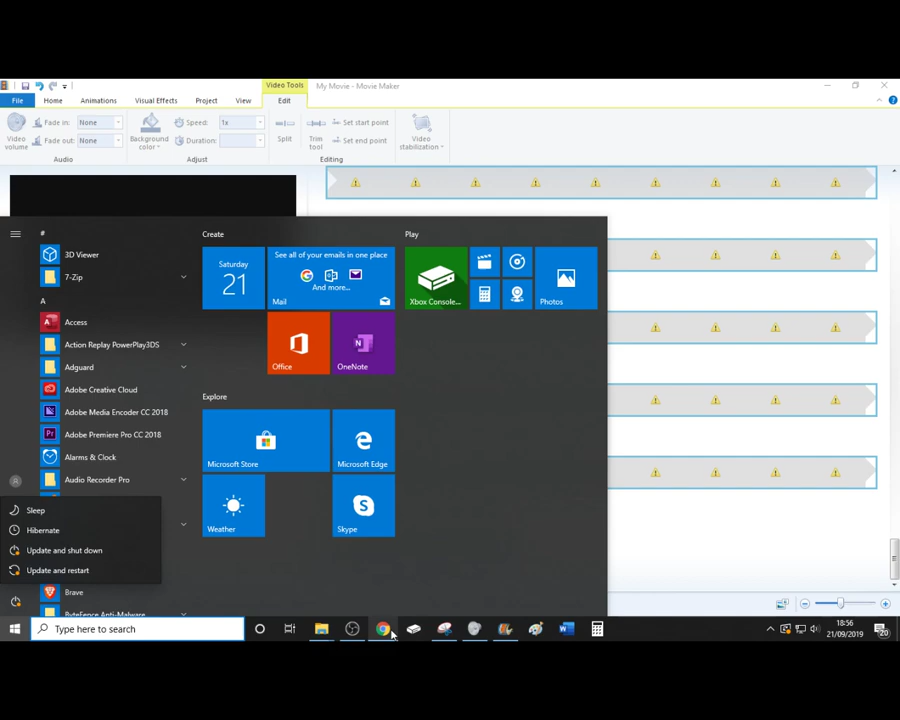 Video Tools
My Movie - Movie Maker
File
Home
Animations
Visual Effects
Project
View
Edit
Video volume
Fade in:
None
Fade out:
None
Audio
Background color
Speed:
1x
Duration:
Adjust
Split
Trim tool
Set start point
Set end point
Editing
Video stabilization
#
3D Viewer
7-Zip
A
Access
Action Replay PowerPlay3DS
Adguard
Adobe Creative Cloud
Adobe Media Encoder CC 2018
Adobe Premiere Pro CC 2018
Alarms & Clock
Audio Recorder Pro
Sleep
Hibernate
Update and shut down
Update and restart
Brave
ByteFence Anti-Malware
Create
Saturday
21
See all of your emails in one place
And more...
Mail
Office
OneNote
Explore
Microsoft Store
Microsoft Edge
Weather
Skype
Play
Xbox Console...
Photos
Type here to search
18:56
21/09/2019
20